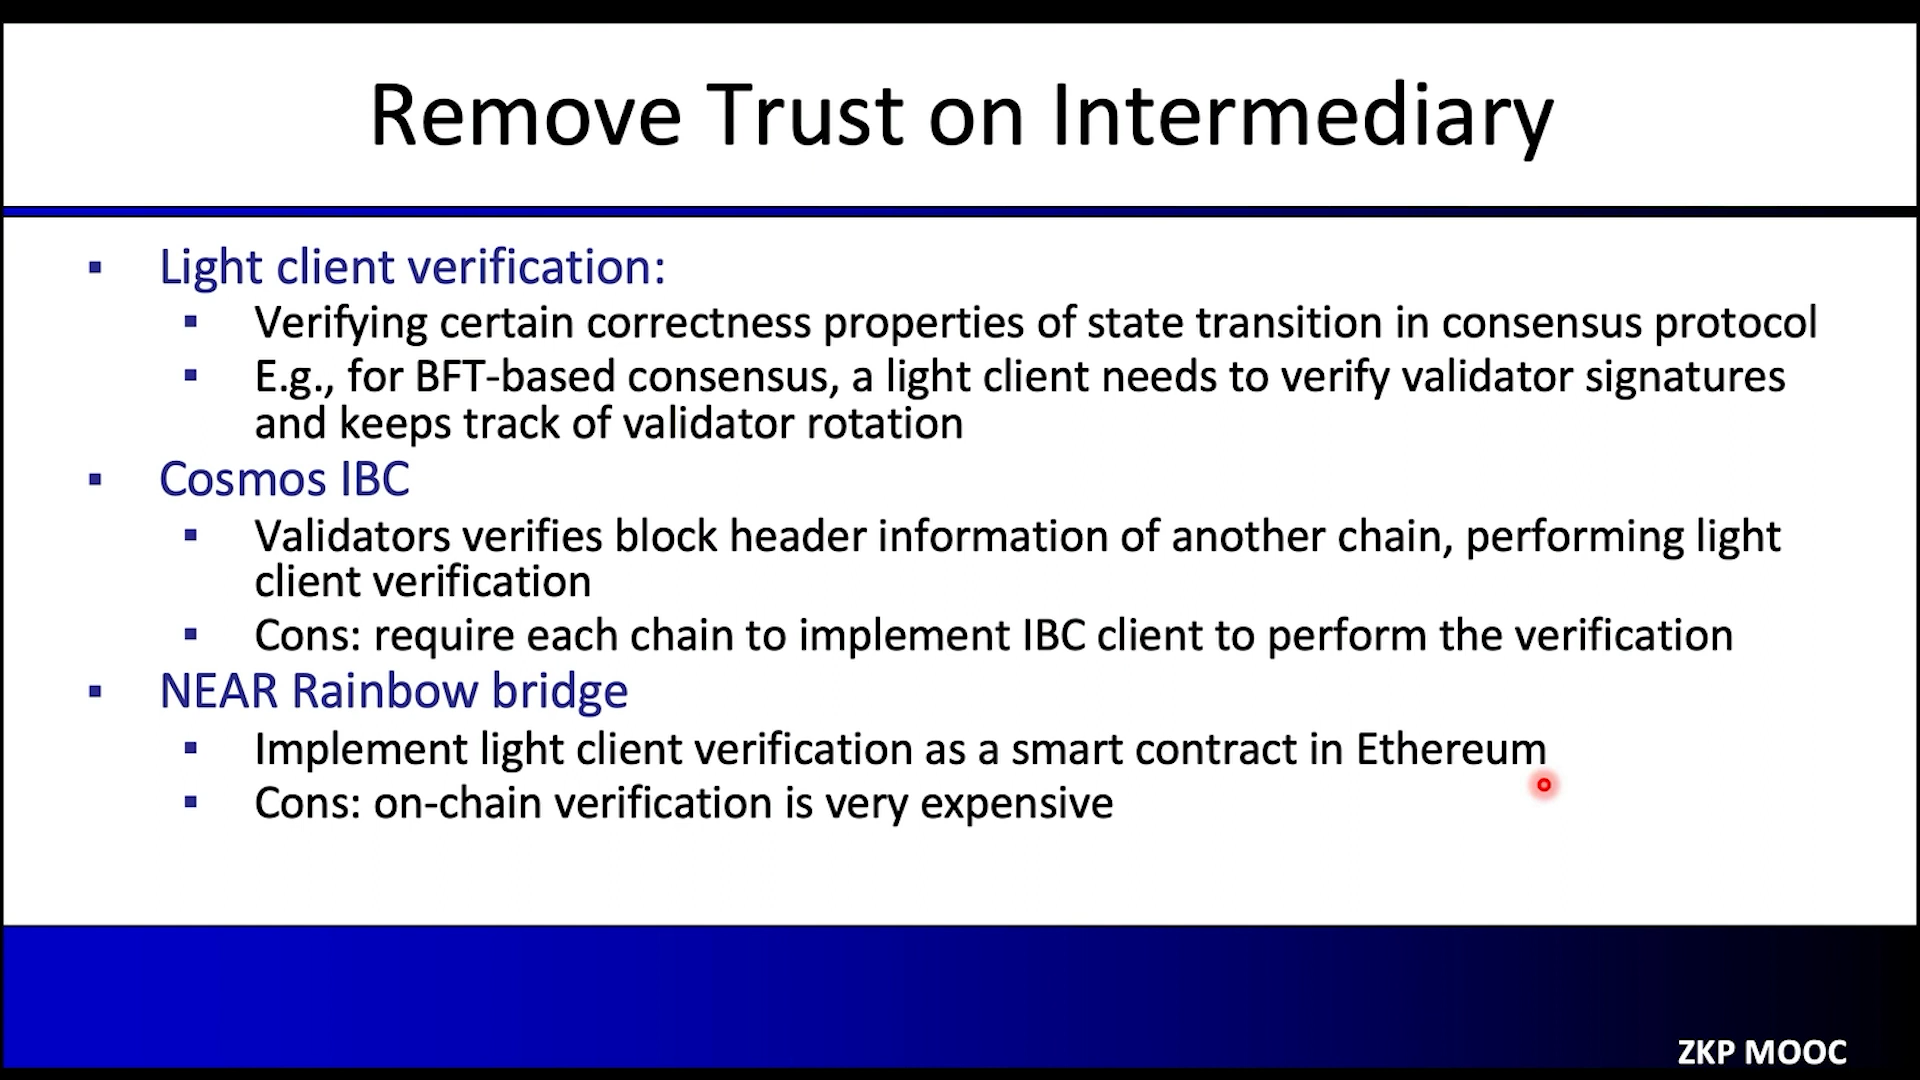 Remove Trust on Intermediary
▪ Light client verification:
▪ Verifying certain correctness properties of state transition in consensus protocol
▪ E.g., for BFT-based consensus, a light client needs to verify validator signatures
and keeps track of validator rotation
▪ Cosmos IBC
▪ Validators verifies block header information of another chain, performing light
client verification
▪ Cons: require each chain to implement IBC client to perform the verification
▪ NEAR Rainbow bridge
▪ Implement light client verification as a smart contract in Ethereum
▪ Cons: on-chain verification is very expensive
ZKP MOOC